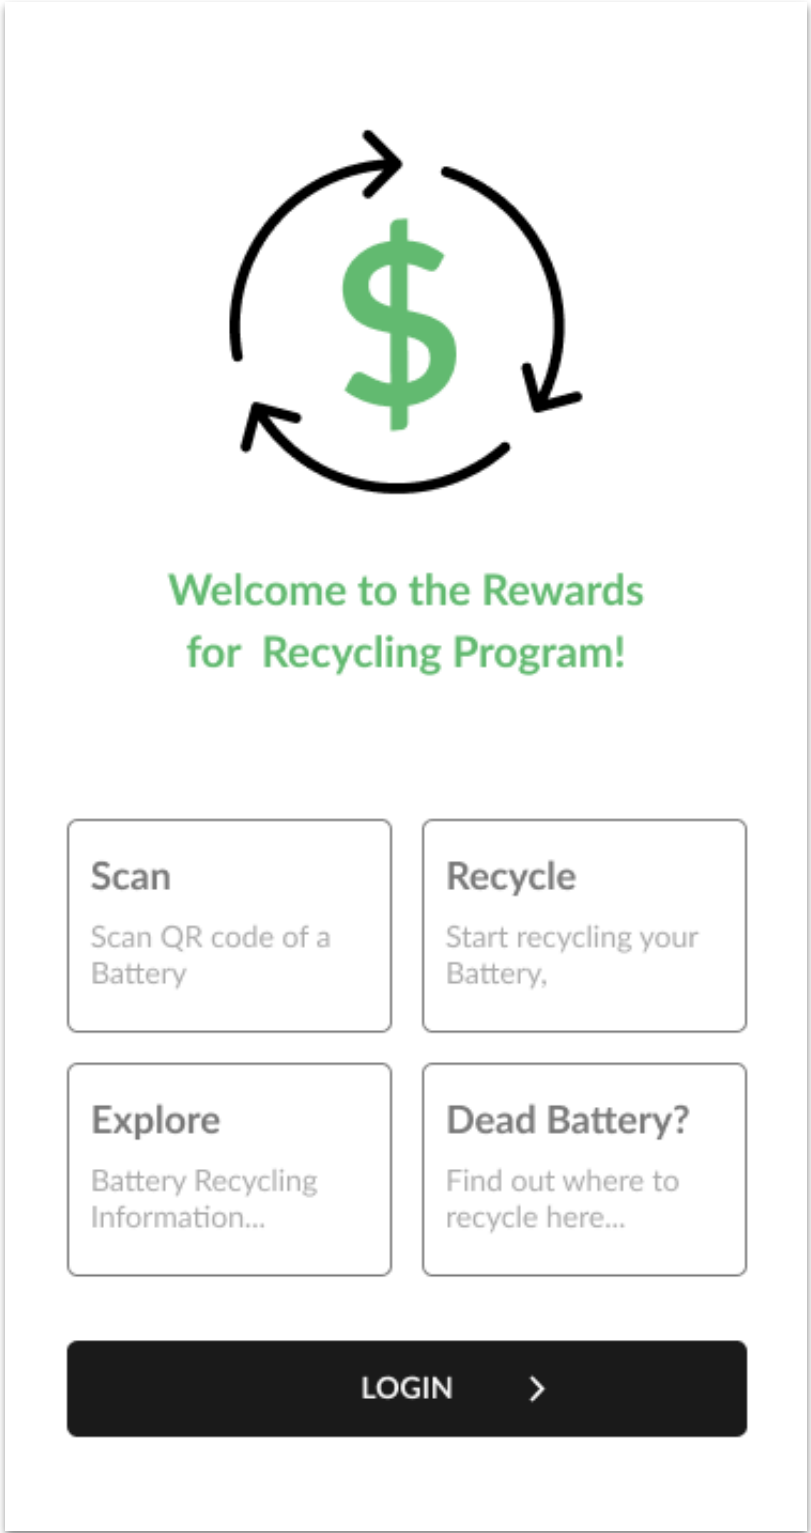 $
Welcome to the Rewards
for  Recycling Program!
Scan
Scan QR code of a
Battery
Recycle
Start recycling your
Battery,
Explore
Battery Recycling
Information...
Dead Battery?
Find out where to
recycle here...
LOGIN